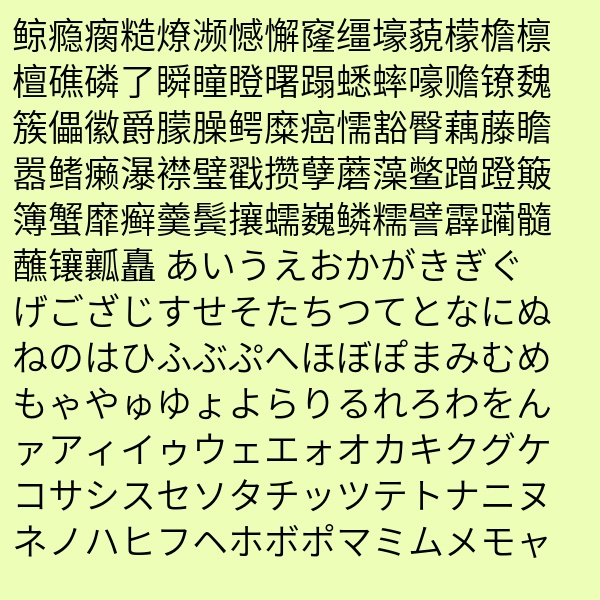 鲸瘾瘸糙燎濒憾懈窿缰壕藐檬檐檩
檀礁磷了瞬瞳瞪曙蹋蟋蟀嚎赡镣魏
簇儡徽爵朦臊鳄糜癌懦豁臀藕藤瞻
嚣鳍癞瀑襟璧戳攒孽蘑藻鳖蹭蹬簸
簿蟹靡癣羹鬓攘蠕巍鳞糯譬霹躏髓
蘸镶瓤矗 あいうえおかがきぎぐ
げござじすせそたちつてとなにぬ
ねのはひふぶぷへほぼぽまみむめ
もゃやゅゆょよらりるれろわをん
ァアィイゥウェエォオカキクグケ
コサシスセソタチッツテトナニヌ
ネノハヒフヘホボポマミムメモャ